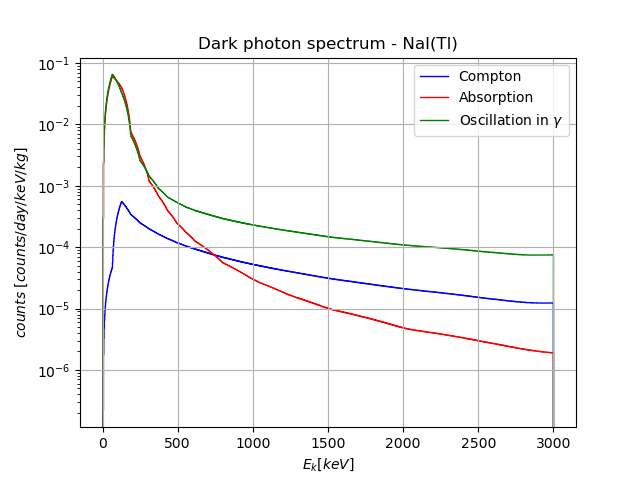 Dark photon spectrum - NaI(Tl)
Compton
Absorption
Oscillation in γ
counts [counts/day/keV/kg]
10⁻¹
10⁻²
10⁻³
10⁻⁴
10⁻⁵
10⁻⁶
0 500 1000 1500 2000 2500 3000
E_k[keV]